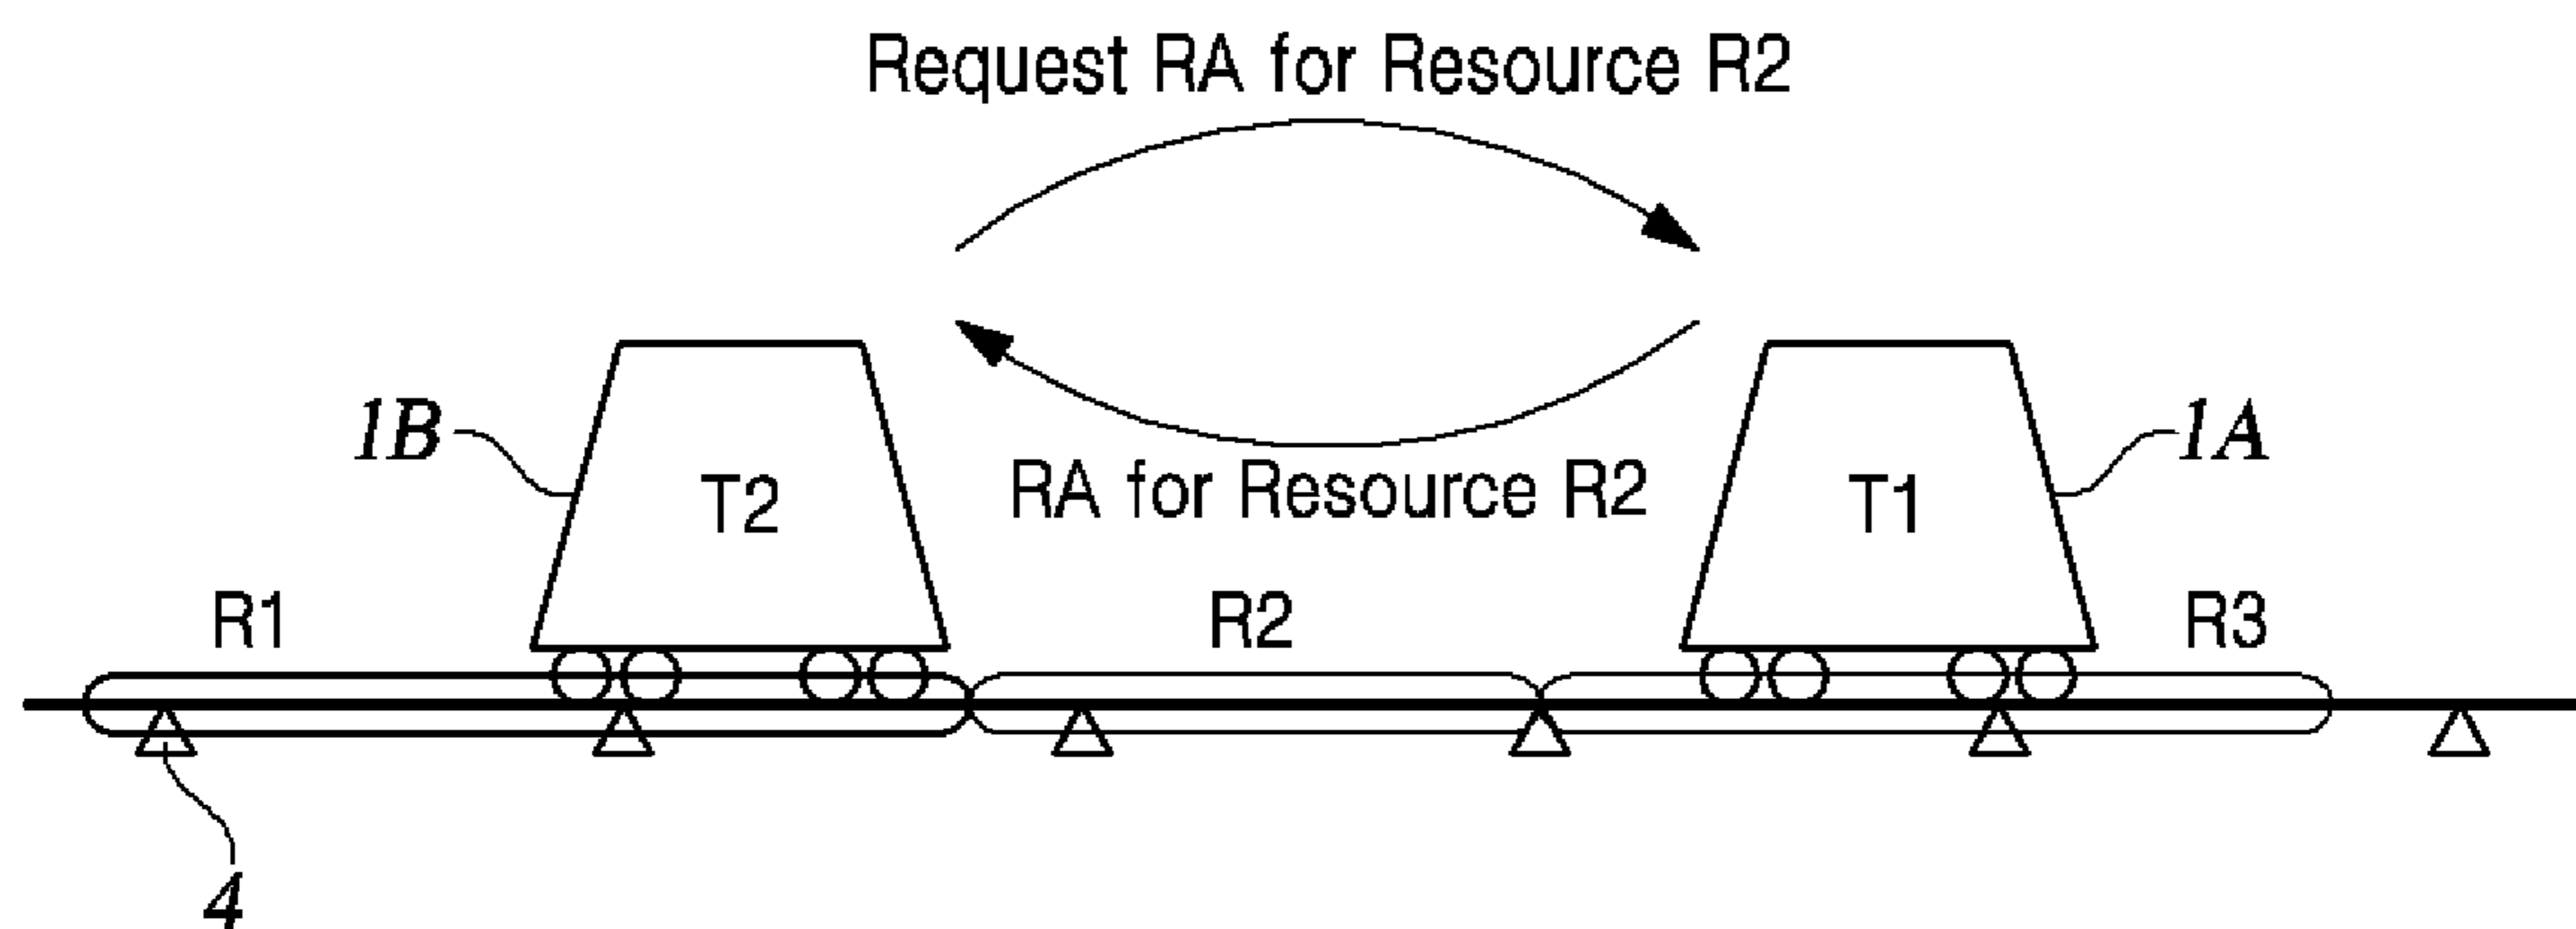 Request RA for Resource R2
1B
T2
RA for Resource R2
T1
1A
R1
R2
R3
4